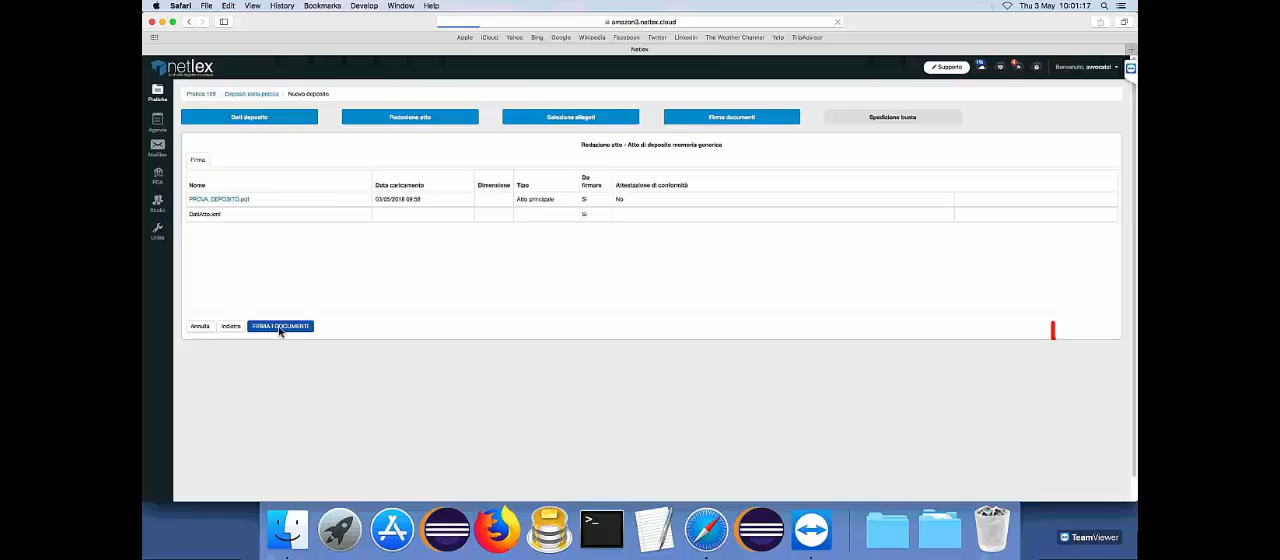 Safari File Edit View History Bookmarks Develop Window Help Thu 3 May 10:01:17
amazon3.netlex.cloud
Apple iCloud Yahoo Bing Google Wikipedia Facebook Twitter LinkedIn The Weather Channel Yelp TripAdvisor
Netlex
netlex Supporto Benvenuto, avvocato!
Pratica 129 Depositi della pratica Nuovo deposito
Pratiche
Agenda
Mailbox
PDA
Studio
Utilità
Dati deposito Redazione atto Selezione allegati Firma documenti Spedizione busta
Redazione atto - Atto di deposito memoria generica
Firma
Nome Data caricamento Dimensione Tipo Da firmare Attestazione di conformità
PROVA_DEPOSITO.pdf 03/05/2018 09:58 Atto principale Si No
DatiAtto.xml Si
Annulla Indietro FIRMA I DOCUMENTI
TeamViewer